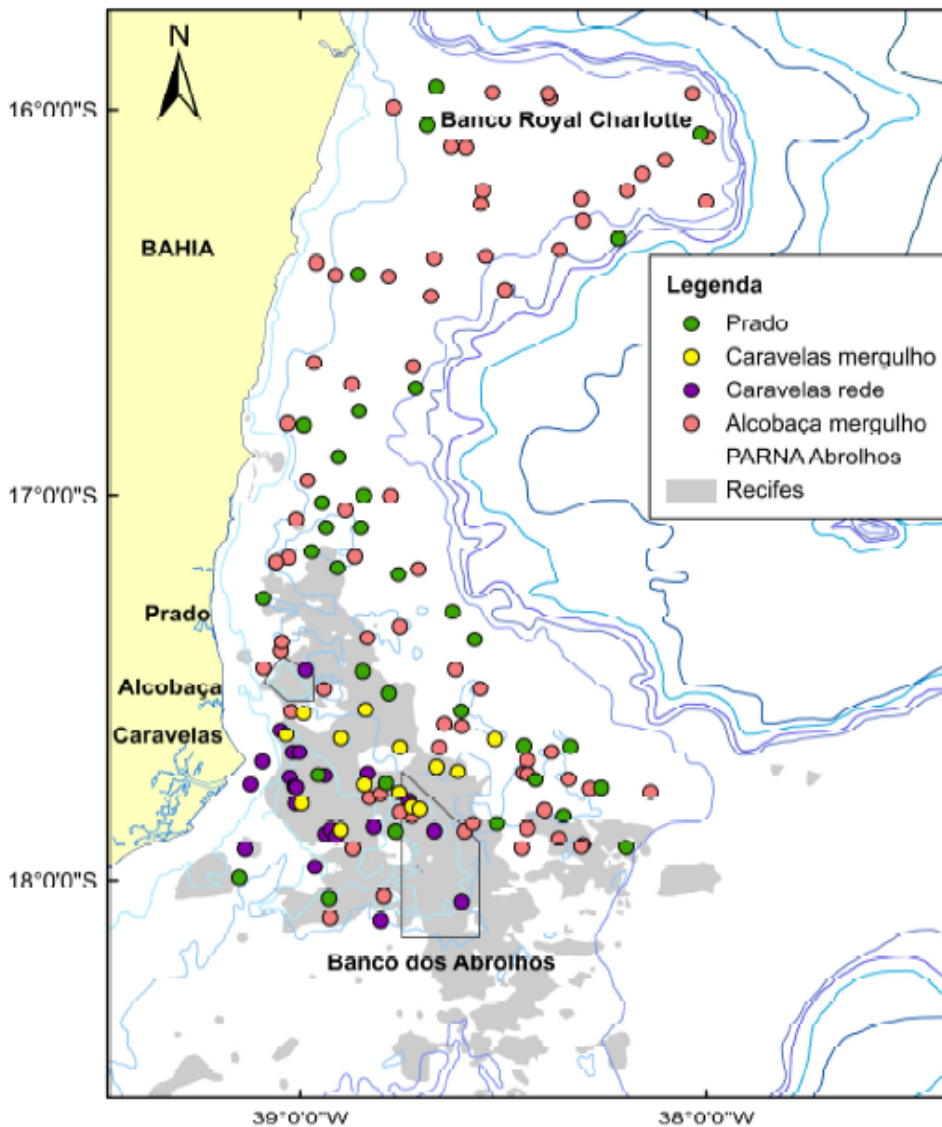 N
16°0'0"S
Banco Royal Charlotte
BAHIA
Legenda
Prado
Caravelas mergulho
Caravelas rede
Alcobaça mergulho
PARNA Abrolhos
Recifes
17°0'0"S
Prado
Alcobaça
Caravelas
18°0'0"S
Banco dos Abrolhos
39°0'0"W
38°0'0"W